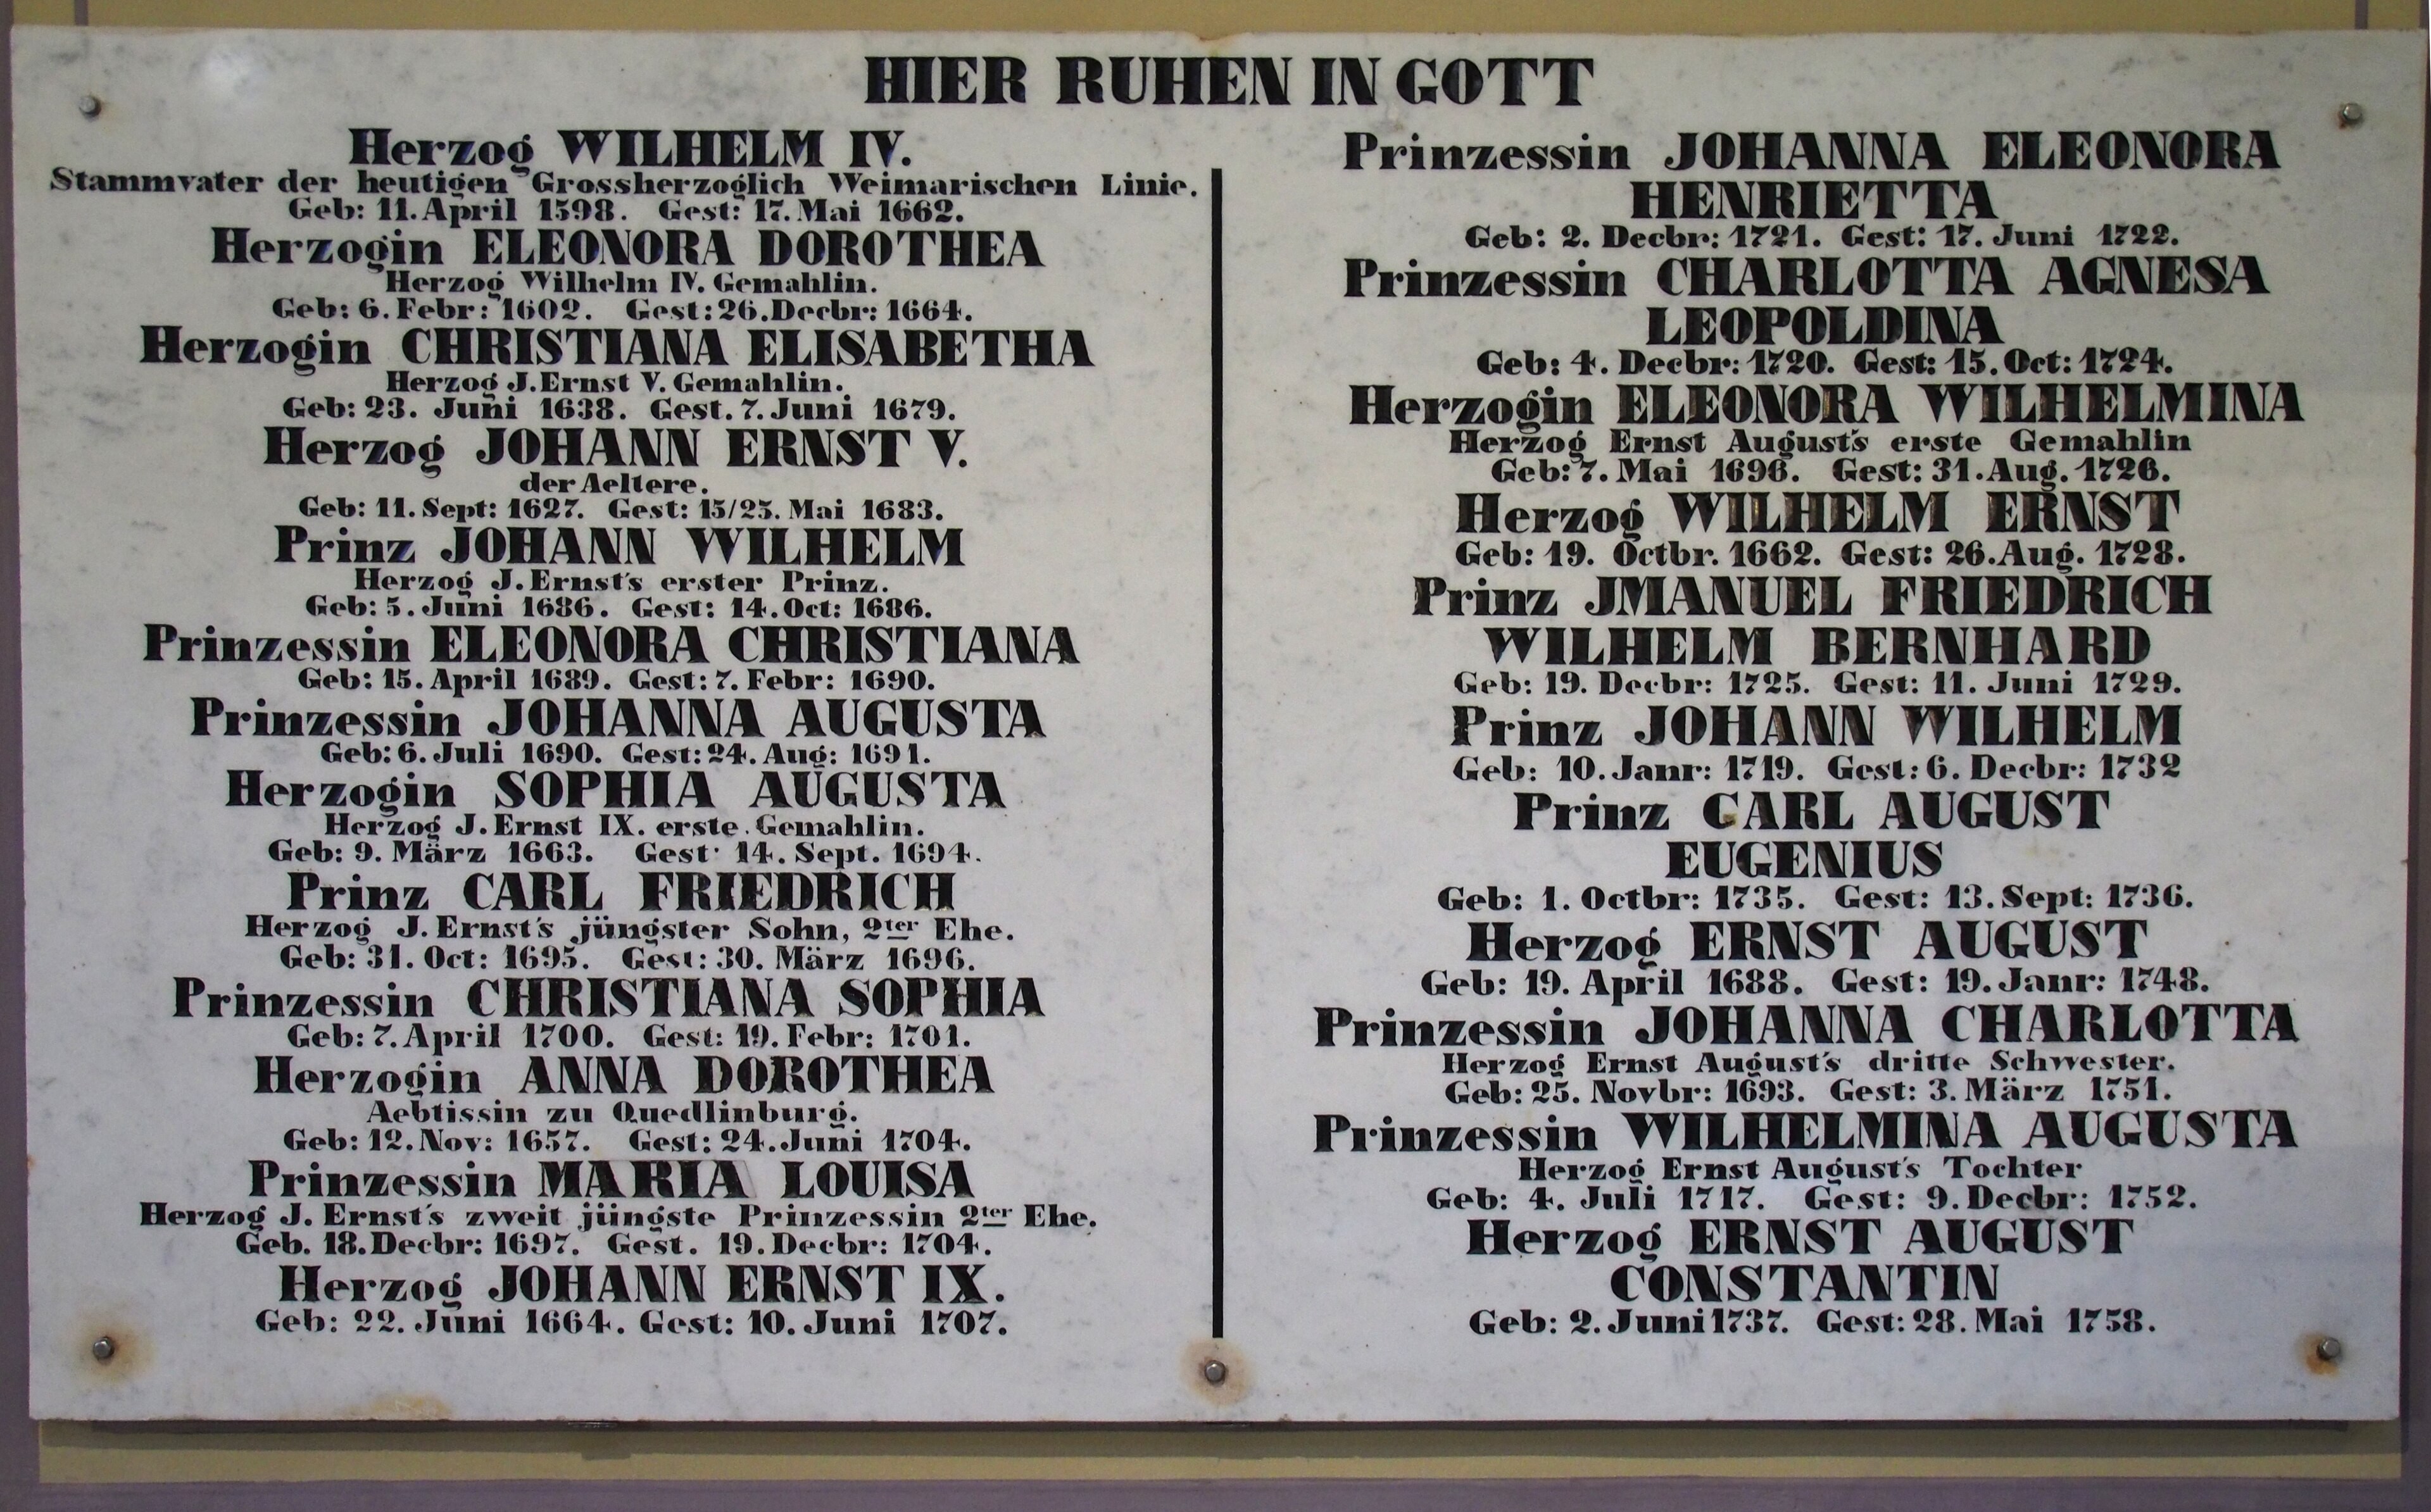 HIER RUHEN IN GOTT
Herzog WILHELM IV.
Stammvater der heutigen Grossherzoglich Weimarischen Linie.
Geb: 11. April 1598. Gest: 17. Mai 1662.
Herzogin ELEONORA DOROTHEA
Herzog Wilhelm IV. Gemahlin.
Geb: 6. Febr: 1602. Gest: 26. Decbr: 1664.
Herzogin CHRISTIANA ELISABETHA
Herzog J. Ernst V. Gemahlin.
Geb: 23. Juni 1638. Gest. 7. Juni 1679.
Herzog JOHANN ERNST V.
der Aeltere.
Geb: 11. Sept: 1627. Gest: 15/25. Mai 1683.
Prinz JOHANN WILHELM
Herzog J. Ernst's erster Prinz.
Geb: 5. Juni 1686. Gest: 14. Oct: 1686.
Prinzessin ELEONORA CHRISTIANA
Geb: 15. April 1689. Gest: 7. Febr: 1690.
Prinzessin JOHANNA AUGUSTA
Geb: 6. Juli 1690. Gest: 24. Aug: 1691.
Herzogin SOPHIA AUGUSTA
Herzog J. Ernst IX. erste. Gemahlin.
Geb: 9. März 1663. Gest: 14. Sept. 1694.
Prinz CARL FRIEDRICH
Herzog J. Ernst's jüngster Sohn, 2ter Ehe.
Geb: 31. Oct: 1695. Gest: 30. März 1696.
Prinzessin CHRISTIANA SOPHIA
Geb: 7. April 1700. Gest: 19. Febr: 1701.
Herzogin ANNA DOROTHEA
Aebtissin zu Quedlinburg.
Geb: 12. Nov: 1657. Gest: 24. Juni 1704.
Prinzessin MARIA LOUISA
Herzog J. Ernst's zweit jüngste Prinzessin 2ter Ehe.
Geb. 18. Decbr: 1697. Gest. 19. Decbr: 1704.
Herzog JOHANN ERNST IX.
Geb: 22. Juni 1664. Gest: 10. Juni 1707.
Prinzessin JOHANNA ELEONORA
HENRIETTA
Geb: 2. Decbr: 1721. Gest: 17. Juni 1722.
Prinzessin CHARLOTTA AGNESA
LEOPOLDINA
Geb: 4. Decbr: 1720. Gest: 15. Oct: 1724.
Herzogin ELEONORA WILHELMINA
Herzog Ernst August's erste Gemahlin
Geb: 7. Mai 1696. Gest: 31. Aug. 1726.
Herzog WILHELM ERNST
Geb: 19. Octbr. 1662. Gest: 26. Aug. 1728.
Prinz JMANUEL FRIEDRICH
WILHELM BERNHARD
Geb: 19. Decbr: 1725. Gest: 11. Juni 1729.
Prinz JOHANN WILHELM
Geb: 10. Janr: 1719. Gest: 6. Decbr: 1732
Prinz CARL AUGUST
EUGENIUS
Geb: 1. Octbr: 1735. Gest: 13. Sept: 1736.
Herzog ERNST AUGUST
Geb: 19. April 1688. Gest: 19. Janr: 1748.
Prinzessin JOHANNA CHARLOTTA
Herzog Ernst August's dritte Schwester.
Geb: 25. Novbr: 1693. Gest: 3. März 1751.
Prinzessin WILHELMINA AUGUSTA
Herzog Ernst August's Tochter
Geb: 4. Juli 1717. Gest: 9. Decbr: 1752.
Herzog ERNST AUGUST
CONSTANTIN
Geb: 2. Juni 1737. Gest: 28. Mai 1758.